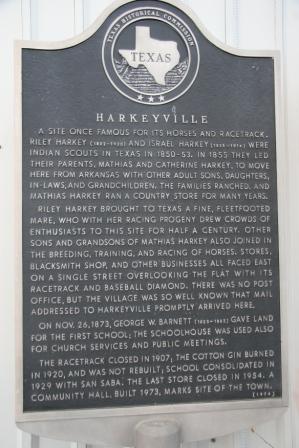 TEXAS HISTORICAL COMMISSION
TEXAS
HARKEYVILLE
A SITE ONCE FAMOUS FOR ITS HORSES AND RACETRACK.
RILEY HARKEY (1832-1920) AND ISRAEL HARKEY WERE
INDIAN SCOUTS IN TEXAS IN 1850-53. IN 1855 THEY LED
THEIR PARENTS, MATHIAS AND CATHERINE HARKEY, TO MOVE
HERE FROM ARKANSAS WITH OTHER ADULT SONS, DAUGHTERS,
IN-LAWS, AND GRANDCHILDREN. THE FAMILIES RANCHED, AND
MATHIAS HARKEY RAN A COUNTRY STORE FOR MANY YEARS.
RILEY HARKEY BROUGHT TO TEXAS A FINE, FLEETFOOTED
MARE, WHO WITH HER RACING PROGENY DREW CROWDS OF
ENTHUSIASTS TO THIS SITE FOR HALF A CENTURY. OTHER
SONS AND GRANDSONS OF MATHIAS HARKEY ALSO JOINED IN
THE BREEDING, TRAINING, AND RACING OF HORSES. STORES,
BLACKSMITH SHOP, AND OTHER BUSINESSES ALL FACED EAST
ON A SINGLE STREET OVERLOOKING THE FLAT WITH ITS
RACETRACK AND BASEBALL DIAMOND. THERE WAS NO POST
OFFICE, BUT THE VILLAGE WAS SO WELL KNOWN THAT MAIL
ADDRESSED TO HARKEYVILLE PROMPTLY ARRIVED HERE.
ON NOV. 26, 1873, GEORGE W. BARNETT GAVE LAND
FOR THE FIRST SCHOOL; THE SCHOOLHOUSE WAS USED ALSO
FOR CHURCH SERVICES AND PUBLIC MEETINGS.
THE RACETRACK CLOSED IN 1907; THE COTTON GIN BURNED
IN 1920, AND WAS NOT REBUILT; SCHOOL CONSOLIDATED IN
1929 WITH SAN SABA. THE LAST STORE CLOSED IN 1954. A
COMMUNITY HALL, BUILT 1973, MARKS SITE OF THE TOWN.
(1974)